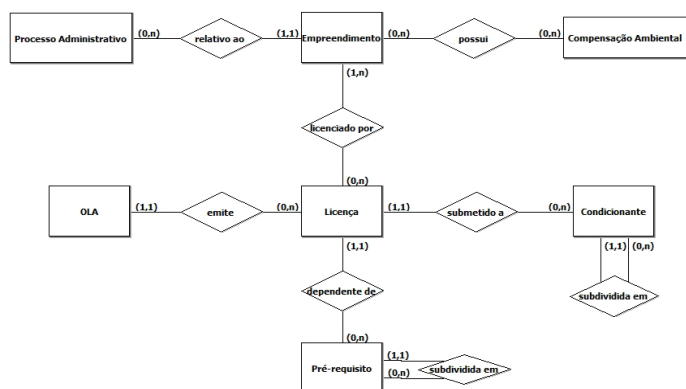 Processo Administrativo (0,n) relativo ao (1,1) Empreendimento (0,n) possui (0,n) Compensação Ambiental
(1,n)
licenciado por
(0,n)
OLA (1,1) emite (0,n) Licença (1,1) submetido a (0,n) Condicionante
(1,1) (1,1) (0,n)
dependente de subdividida em
(0,n)
Pré-requisito (1,1) subdividida em
(0,n)